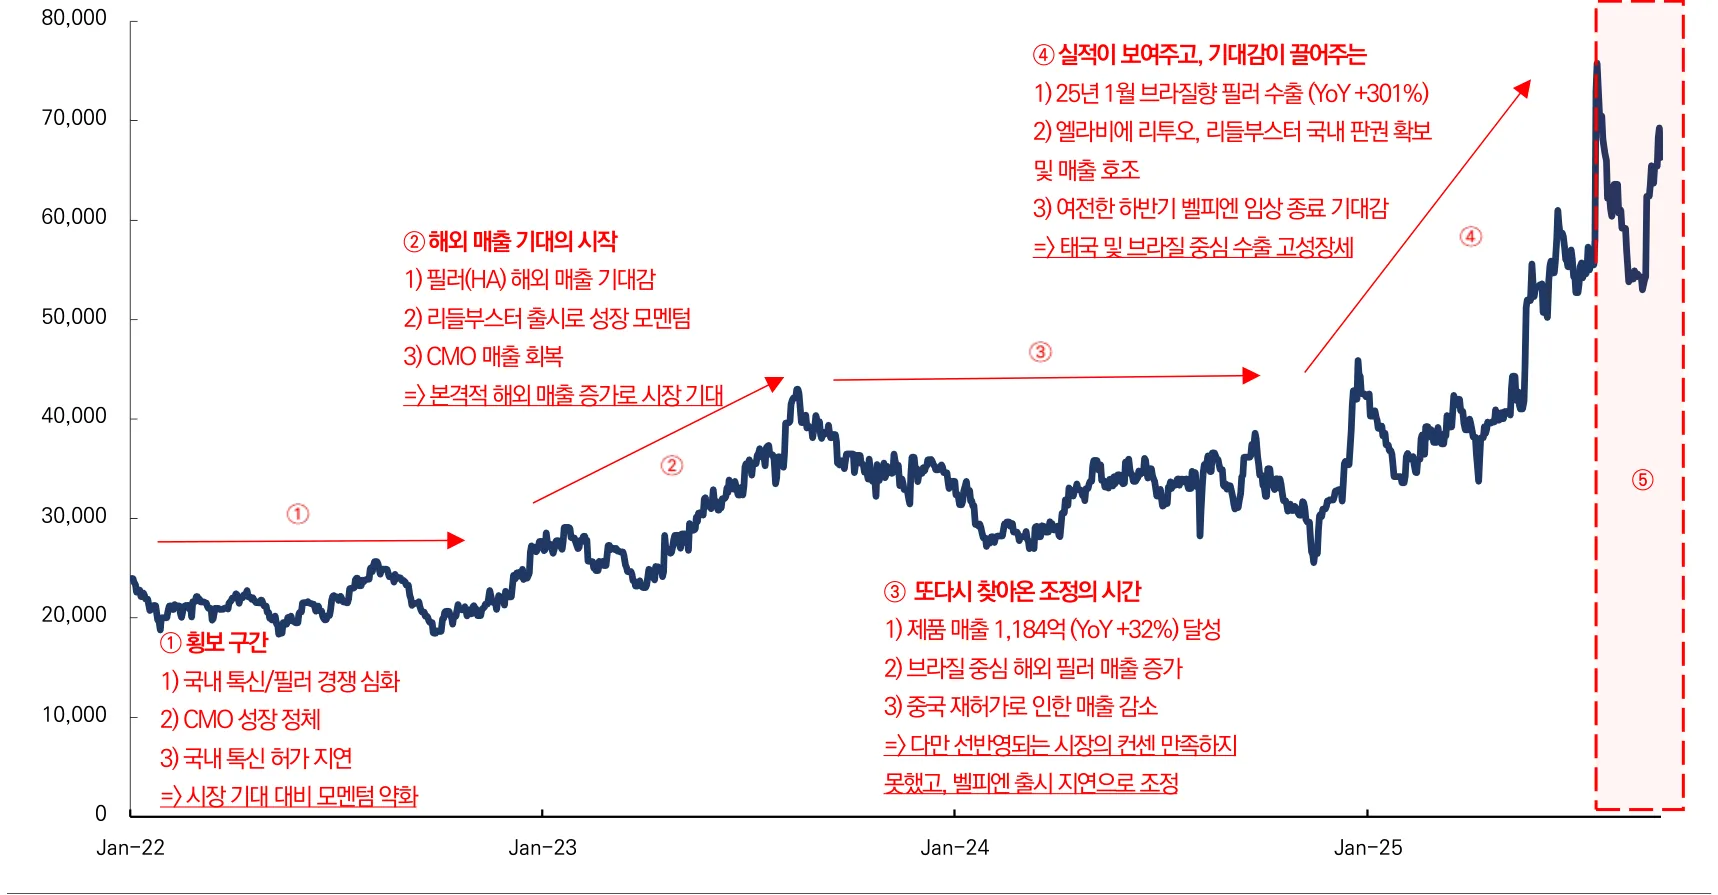 80,000
70,000
60,000
50,000
40,000
30,000
20,000
10,000
0
Jan-22
Jan-23
Jan-24
Jan-25
①
① 횡보 구간
1) 국내 톡신/필러 경쟁 심화
2) CMO 성장 정체
3) 국내 톡신 허가 지연
=> 시장 기대 대비 모멘텀 약화
② 해외 매출 기대의 시작
1) 필러(HA) 해외 매출 기대감
2) 리들부스터 출시로 성장 모멘텀
3) CMO 매출 회복
=> 본격적 해외 매출 증가로 시장 기대
②
③
③ 또다시 찾아온 조정의 시간
1) 제품 매출 1,184억 (YoY +32%) 달성
2) 브라질 중심 해외 필러 매출 증가
3) 중국 재허가로 인한 매출 감소
=> 다만 선반영되는 시장의 컨센 만족하지
못했고, 벨피엔 출시 지연으로 조정
④ 실적이 보여주고, 기대감이 끌어주는
1) 25년 1월 브라질향 필러 수출 (YoY +301%)
2) 엘라비에 리투오, 리들부스터 국내 판권 확보
및 매출 호조
3) 여전한 하반기 벨피엔 임상 종료 기대감
=> 태국 및 브라질 중심 수출 고성장세
④
⑤